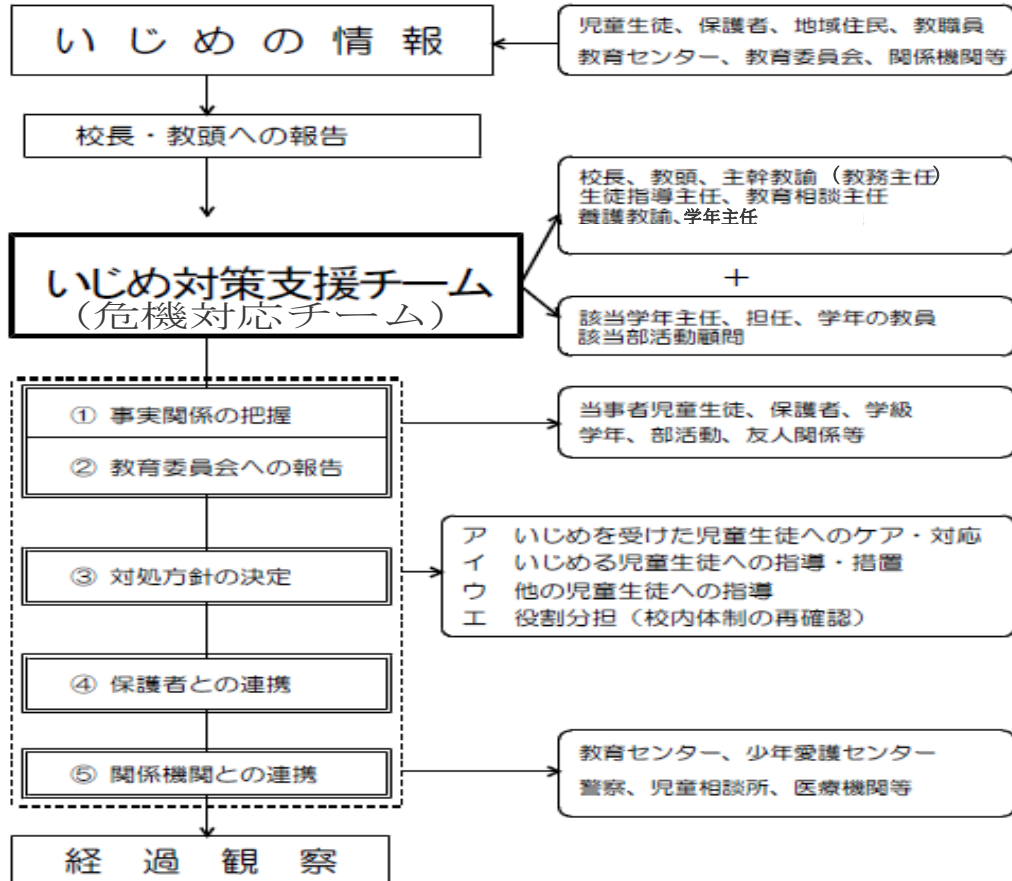 いじめの情報
児童生徒、保護者、地域住民、教職員
教育センター、教育委員会、関係機関等
校長・教頭への報告
校長、教頭、主幹教諭（教務主任）
生徒指導主任、教育相談主任
養護教諭、学年主任
＋
いじめ対策支援チーム
（危機対応チーム）
該当学年主任、担任、学年の教員
該当部活動顧問
① 事実関係の把握
② 教育委員会への報告
当事者児童生徒、保護者、学級
学年、部活動、友人関係等
③ 対処方針の決定
ア　いじめを受けた児童生徒へのケア・対応
イ　いじめる児童生徒への指導・措置
ウ　他の児童生徒への指導
エ　役割分担（校内体制の再確認）
④ 保護者との連携
⑤ 関係機関との連携
教育センター、少年愛護センター
警察、児童相談所、医療機関等
経過観察